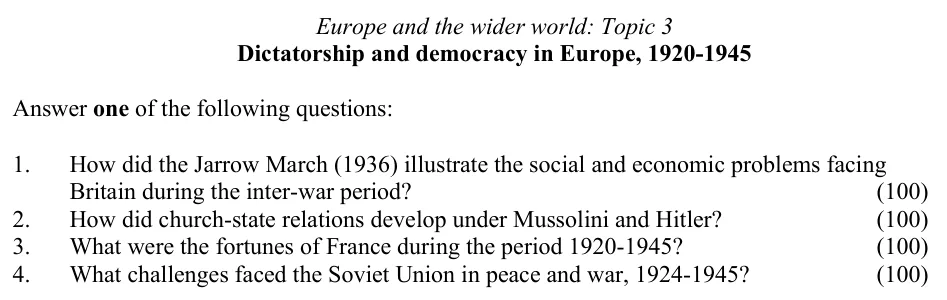 Europe and the wider world: Topic 3
Dictatorship and democracy in Europe, 1920-1945
Answer one of the following questions:
1. How did the Jarrow March (1936) illustrate the social and economic problems facing
Britain during the inter-war period? (100)
2. How did church-state relations develop under Mussolini and Hitler? (100)
3. What were the fortunes of France during the period 1920-1945? (100)
4. What challenges faced the Soviet Union in peace and war, 1924-1945? (100)